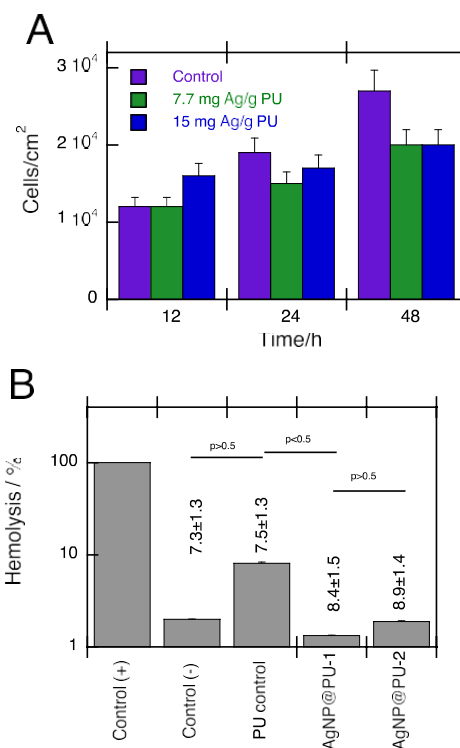 A
3 10⁴
2 10⁴
1 10⁴
0
Cells/cm²
Control
7.7 mg Ag/g PU
15 mg Ag/g PU
12
24
48
Time/h
B
100
10
1
Hemolysis / %
p>0.5
p<0.5
p>0.5
7.3±1.3
7.5±1.3
8.4±1.5
8.9±1.4
Control (+)
Control (-)
PU control
AgNP@PU-1
AgNP@PU-2